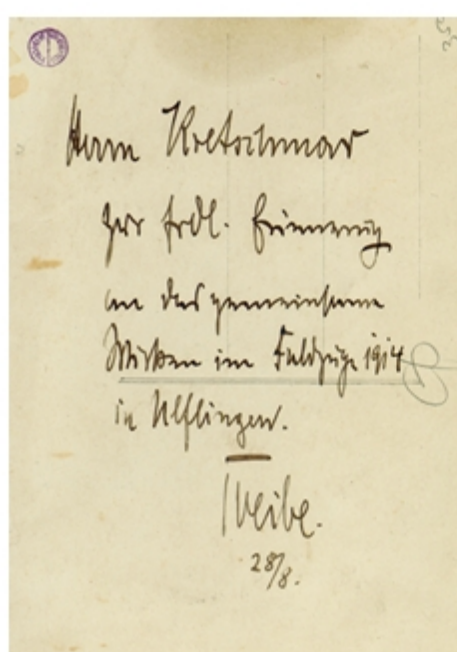 Herrn Kretschmar
zur frdl. Erinnerung
an das gemeinsame
Wirken im Feldzuge 1914
in Ulflingen.
28/8.